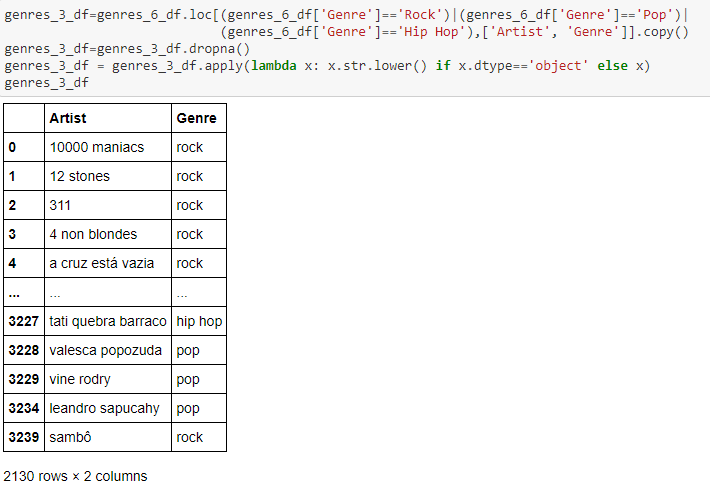 genres_3_df=genres_6_df.loc[(genres_6_df['Genre']=='Rock')|(genres_6_df['Genre']=='Pop')|
(genres_6_df['Genre']=='Hip Hop'),['Artist', 'Genre']].copy()
genres_3_df=genres_3_df.dropna()
genres_3_df = genres_3_df.apply(lambda x: x.str.lower() if x.dtype=='object' else x)
genres_3_df
Artist Genre
0 10000 maniacs rock
1 12 stones rock
2 311 rock
3 4 non blondes rock
4 a cruz está vazia rock
... ... ...
3227 tati quebra barraco hip hop
3228 valesca popozuda pop
3229 vine rodry pop
3234 leandro sapucahy pop
3239 sambô rock
2130 rows × 2 columns